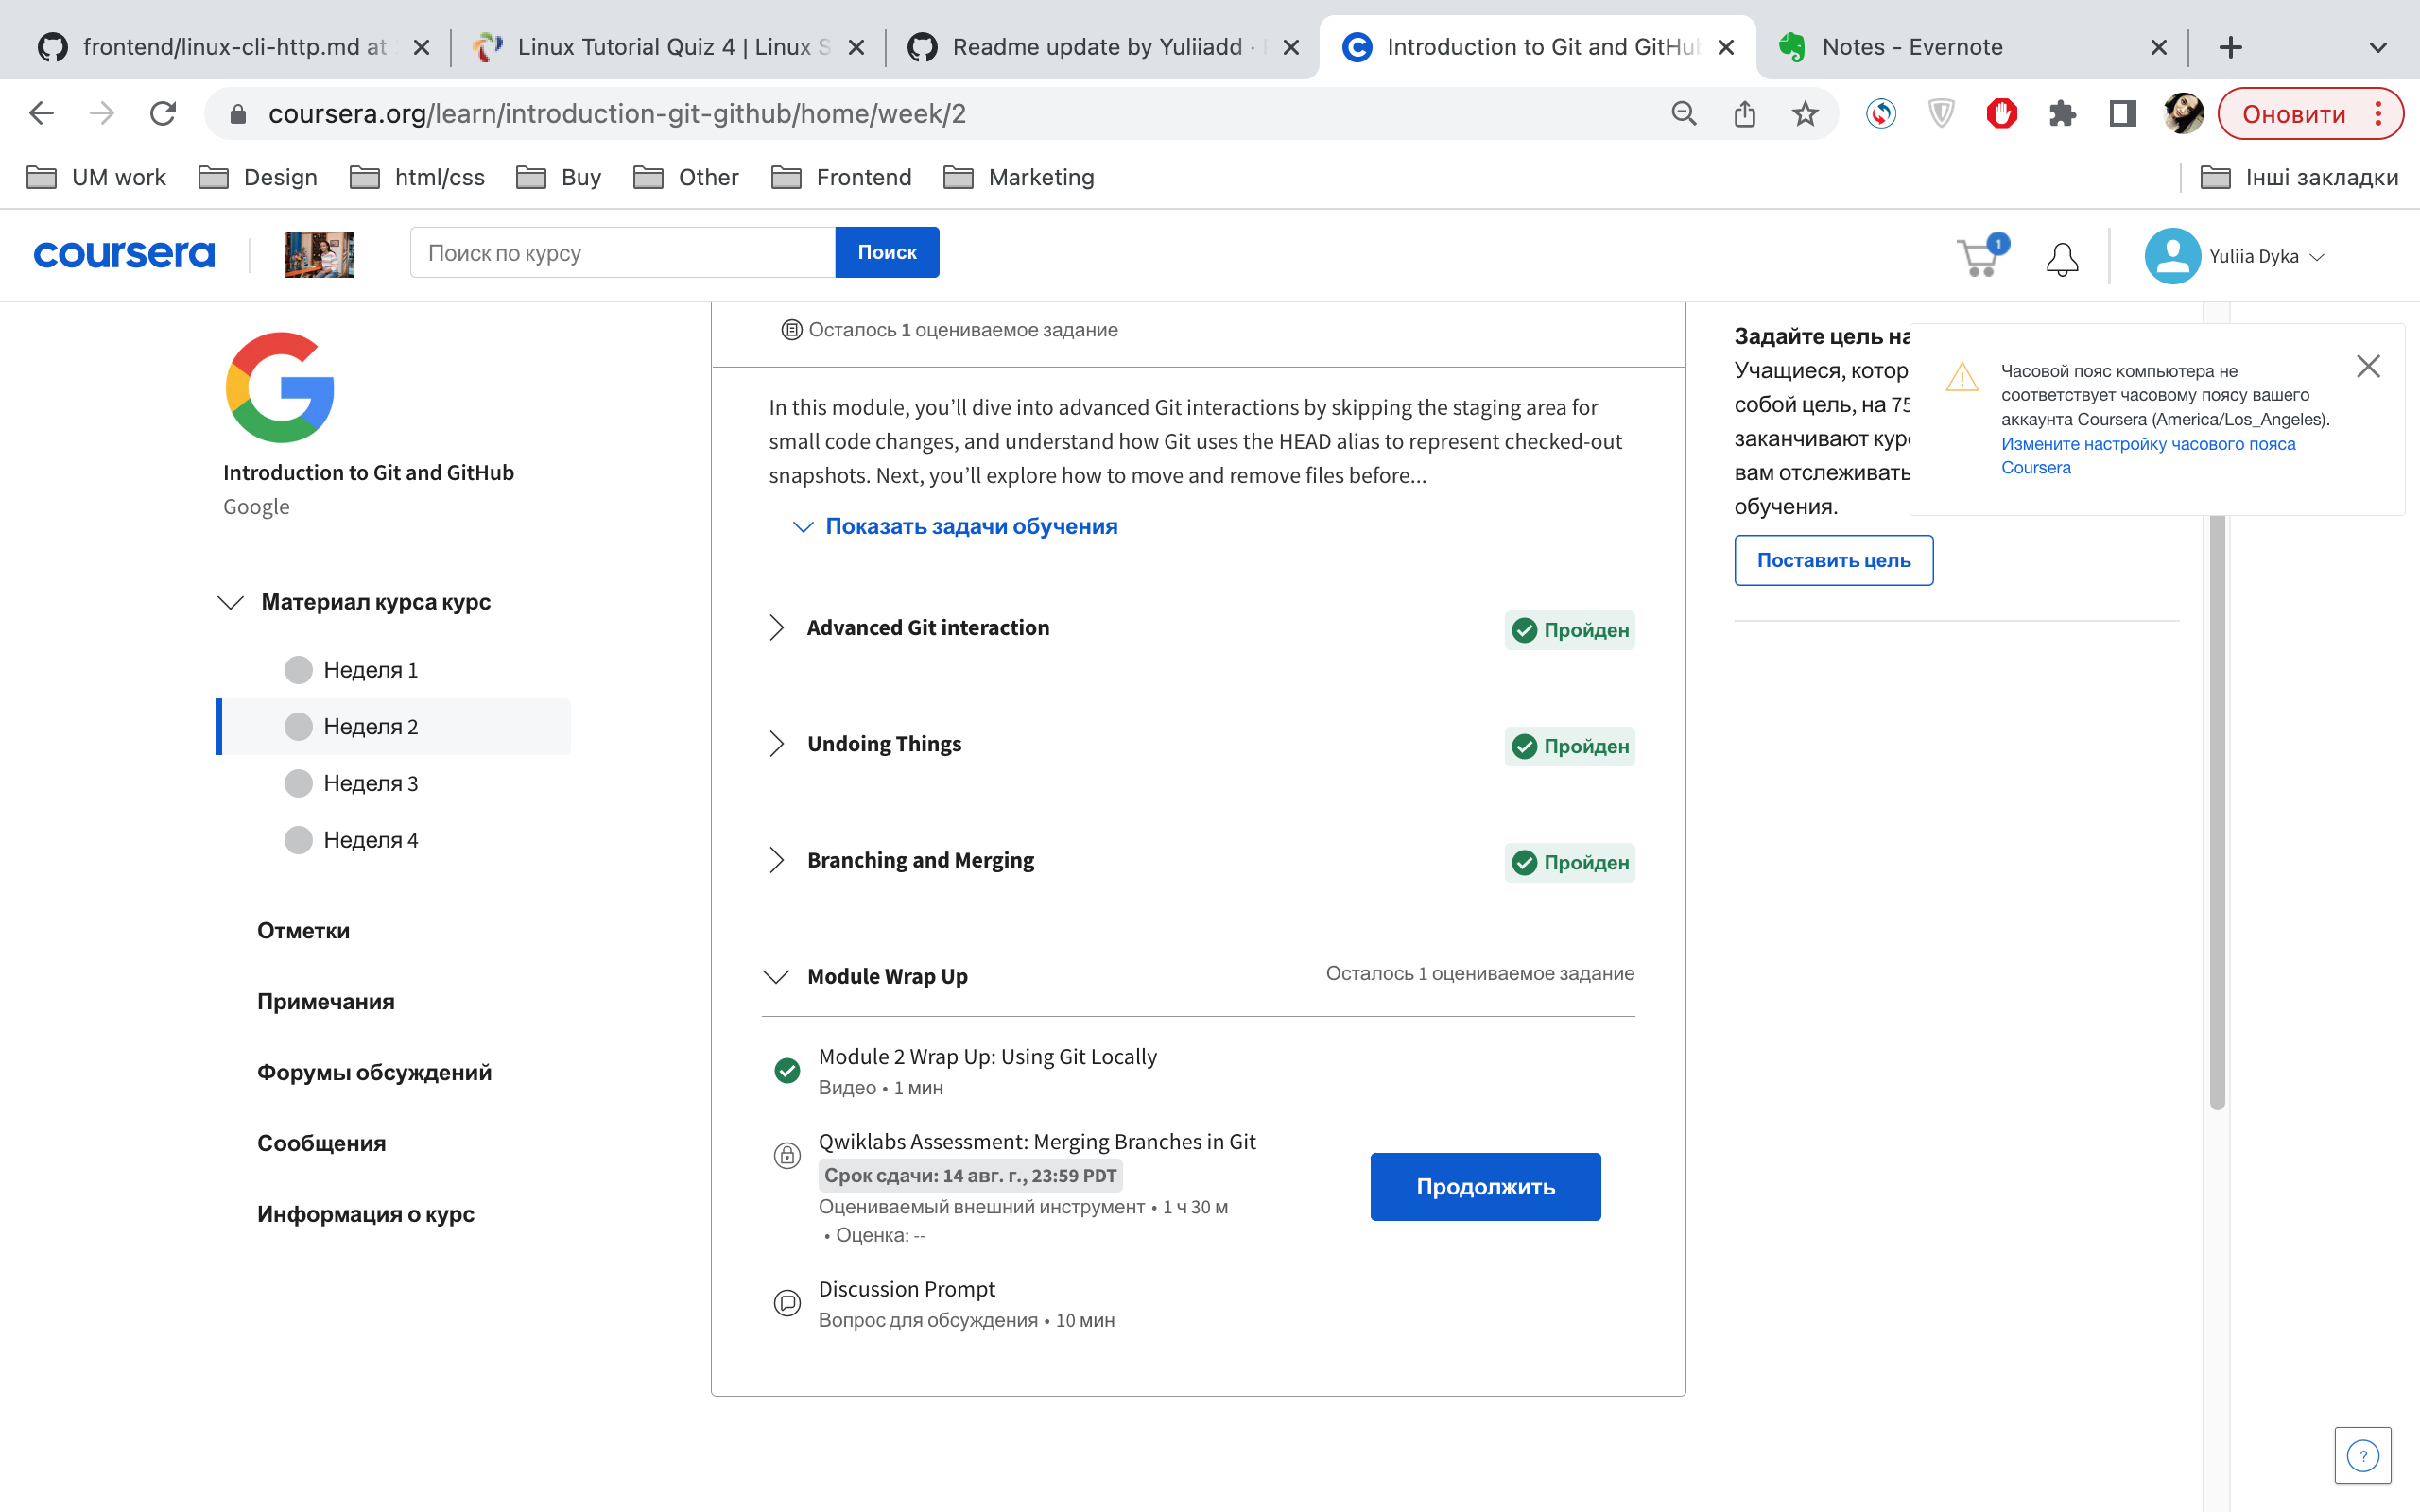 frontend/linux-cli-http.md at
Linux Tutorial Quiz 4 | Linux S
Readme update by Yuliiadd ·
Introduction to Git and GitHub
Notes - Evernote
coursera.org/learn/introduction-git-github/home/week/2
Оновити
UM work
Design
html/css
Buy
Other
Frontend
Marketing
Інші закладки
coursera
Поиск по курсу
Поиск
1
Yuliia Dyka
Introduction to Git and GitHub
Google
Материал курса курс
Неделя 1
Неделя 2
Неделя 3
Неделя 4
Отметки
Примечания
Форумы обсуждений
Сообщения
Информация о курс
Осталось 1 оцениваемое задание
In this module, you’ll dive into advanced Git interactions by skipping the staging area for
small code changes, and understand how Git uses the HEAD alias to represent checked-out
snapshots. Next, you’ll explore how to move and remove files before...
Показать задачи обучения
Advanced Git interaction
Пройден
Undoing Things
Пройден
Branching and Merging
Пройден
Module Wrap Up
Осталось 1 оцениваемое задание
Module 2 Wrap Up: Using Git Locally
Видео • 1 мин
Qwiklabs Assessment: Merging Branches in Git
Срок сдачи: 14 авг. г., 23:59 PDT
Оцениваемый внешний инструмент • 1 ч 30 м
• Оценка: --
Продолжить
Discussion Prompt
Вопрос для обсуждения • 10 мин
Задайте цель на
Учащиеся, котор
собой цель, на 75
заканчивают кур
вам отслеживать
обучения.
Поставить цель
Часовой пояс компьютера не
соответствует часовому поясу вашего
аккаунта Coursera (America/Los_Angeles).
Измените настройку часового пояса
Coursera
?